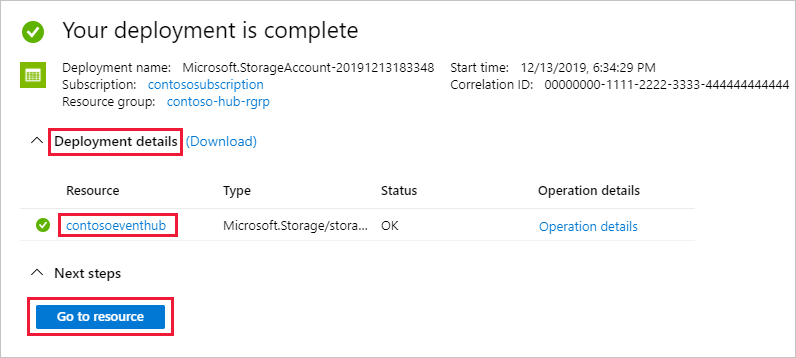 Your deployment is complete
Deployment name: Microsoft.StorageAccount-20191213183348 Start time: 12/13/2019, 6:34:29 PM
Subscription: contososubscription Correlation ID: 00000000-1111-2222-3333-444444444444
Resource group: contoso-hub-rgrp
Deployment details (Download)
Resource Type Status Operation details
contosoeventhub Microsoft.Storage/stora... OK Operation details
Next steps
Go to resource